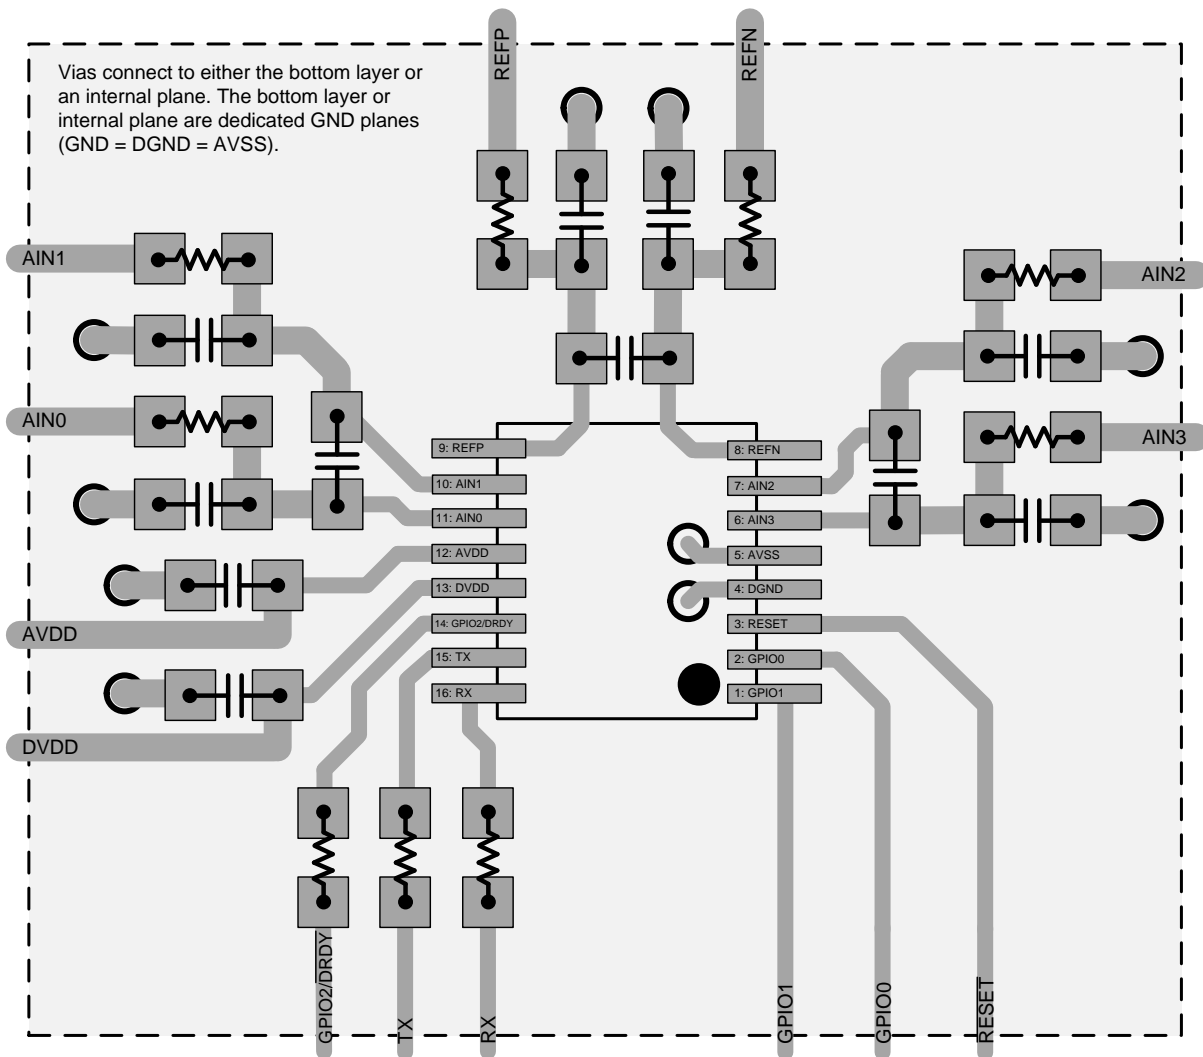 REFP
REFN
Vias connect to either the bottom layer or
an internal plane. The bottom layer or
internal plane are dedicated GND planes
(GND = DGND = AVSS).
AIN1
AIN2
AIN0
AIN3
9: REFP
8: REFN
10: AIN1
7: AIN2
11: AIN0
6: AIN3
12: AVDD
5: AVSS
13: DVDD
4: DGND
14: GPIO2/DRDY
3: RESET
15: TX
2: GPIO0
16: RX
1: GPIO1
AVDD
DVDD
GPIO2/D̅R̅D̅Y̅
TX
RX
GPIO1
GPIO0
R̅E̅S̅E̅T̅